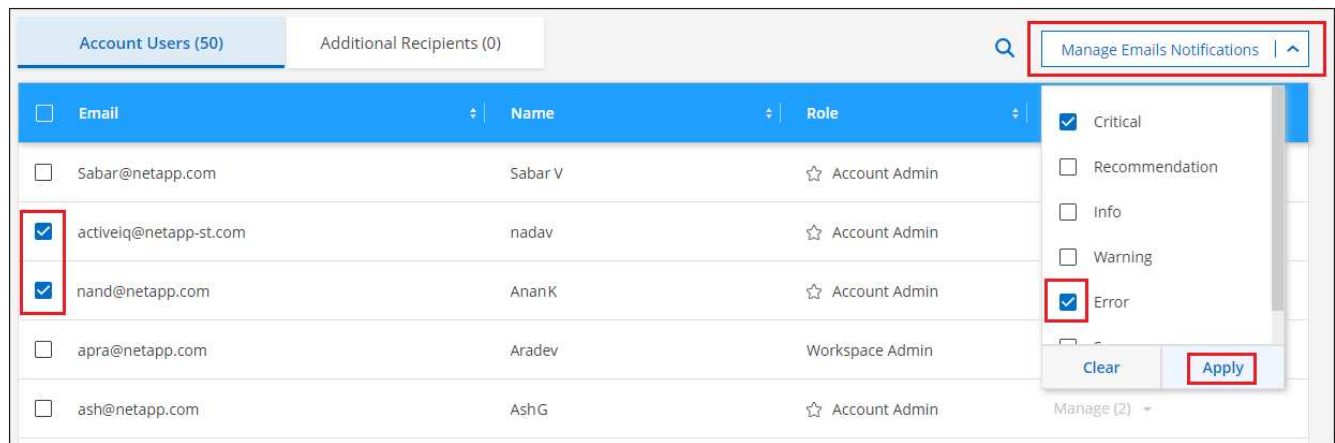 Account Users (50)
Additional Recipients (0)
Manage Emails Notifications
Email Name Role
Critical
Sabar@netapp.com Sabar V Account Admin
Recommendation
Info
activeiq@netapp-st.com nadav Account Admin
Warning
nand@netapp.com AnanK Account Admin
Error
apra@netapp.com Aradev Workspace Admin
Clear Apply
ash@netapp.com AshG Account Admin Manage (2)